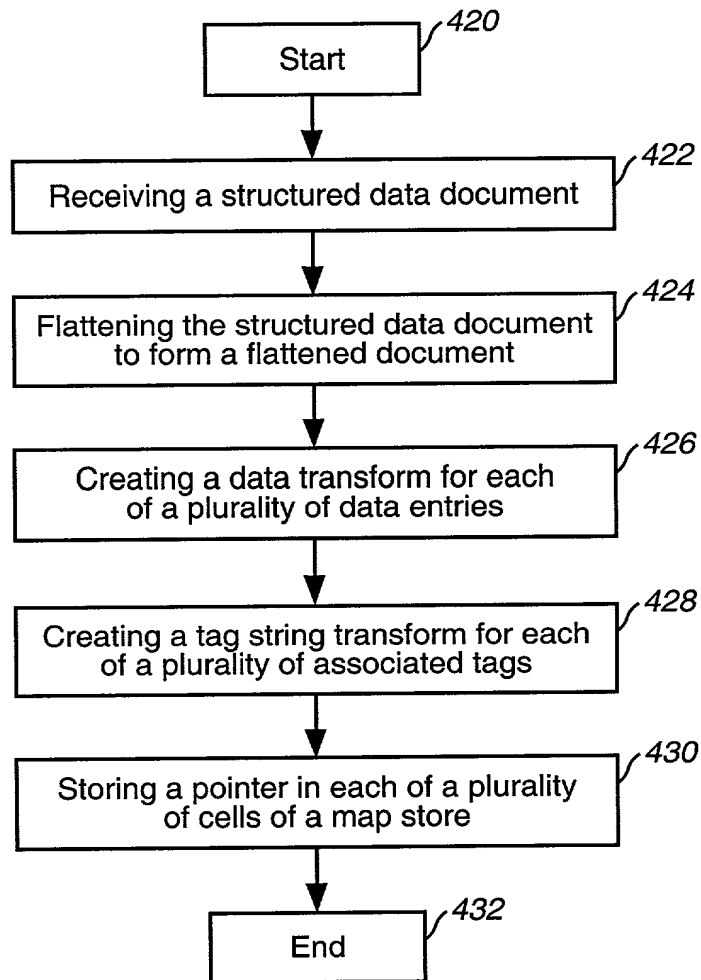 420
Start
422
Receiving a structured data document
424
Flattening the structured data document
to form a flattened document
426
Creating a data transform for each
of a plurality of data entries
428
Creating a tag string transform for each
of a plurality of associated tags
430
Storing a pointer in each of a plurality
of cells of a map store
432
End